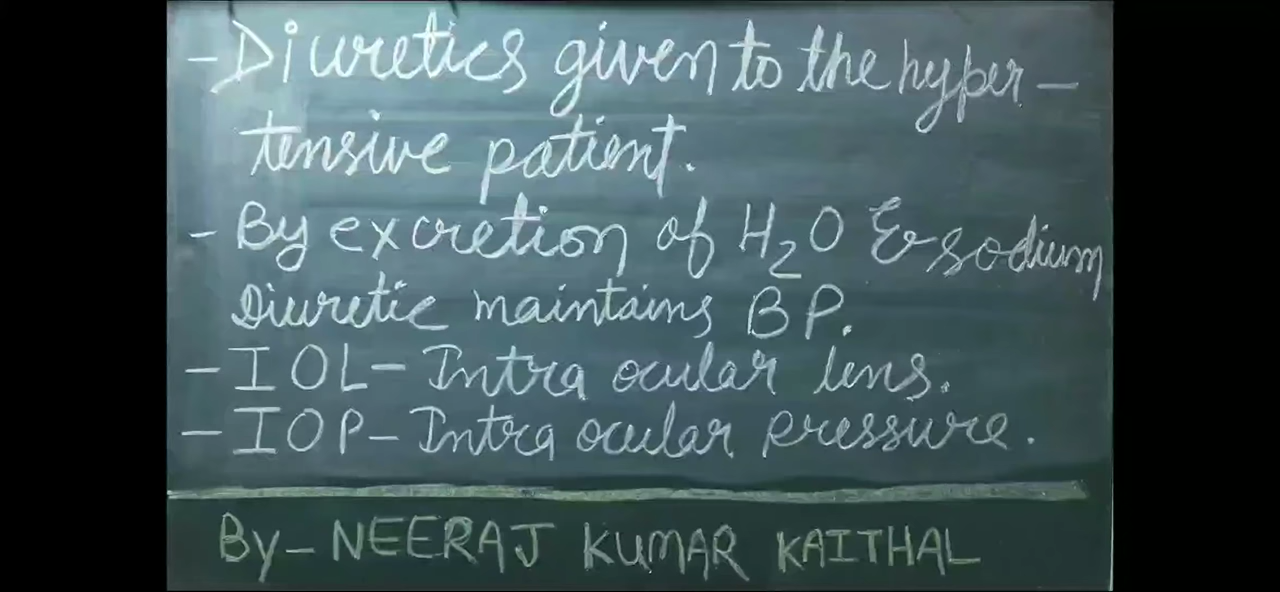 - Diuretics given to the hyper-
tensive patient.
- By excretion of H₂O & sodium
Diuretic maintains BP.
- IOL - Intra ocular lens.
- IOP - Intra ocular pressure.
By - NEERAJ KUMAR KAITHAL